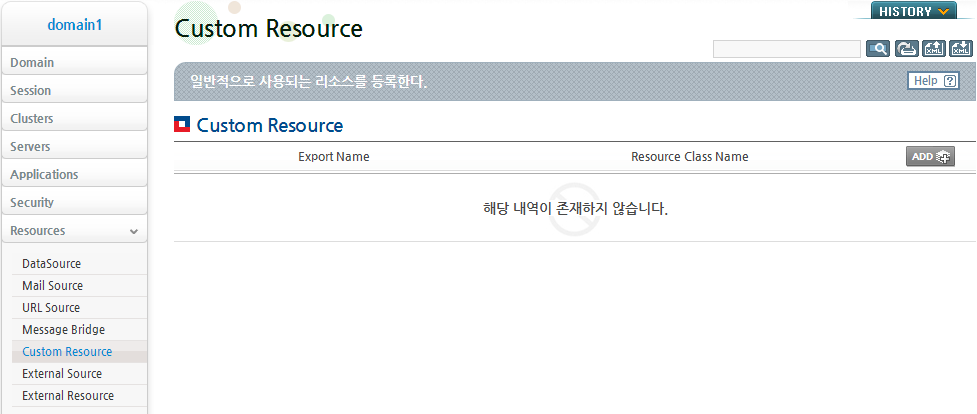 domain1
Domain
Session
Clusters
Servers
Applications
Security
Resources
DataSource
Mail Source
URL Source
Message Bridge
Custom Resource
External Source
External Resource
HISTORY
Custom Resource
XML
XML
일반적으로 사용되는 리소스를 등록한다.
Help ?
Custom Resource
Export Name Resource Class Name ADD
해당 내역이 존재하지 않습니다.